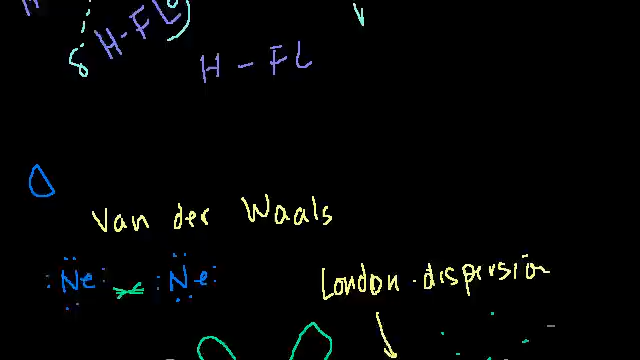 H-FL
H - FL
Van der Waals
:Ne: :Ne:
London dispersion